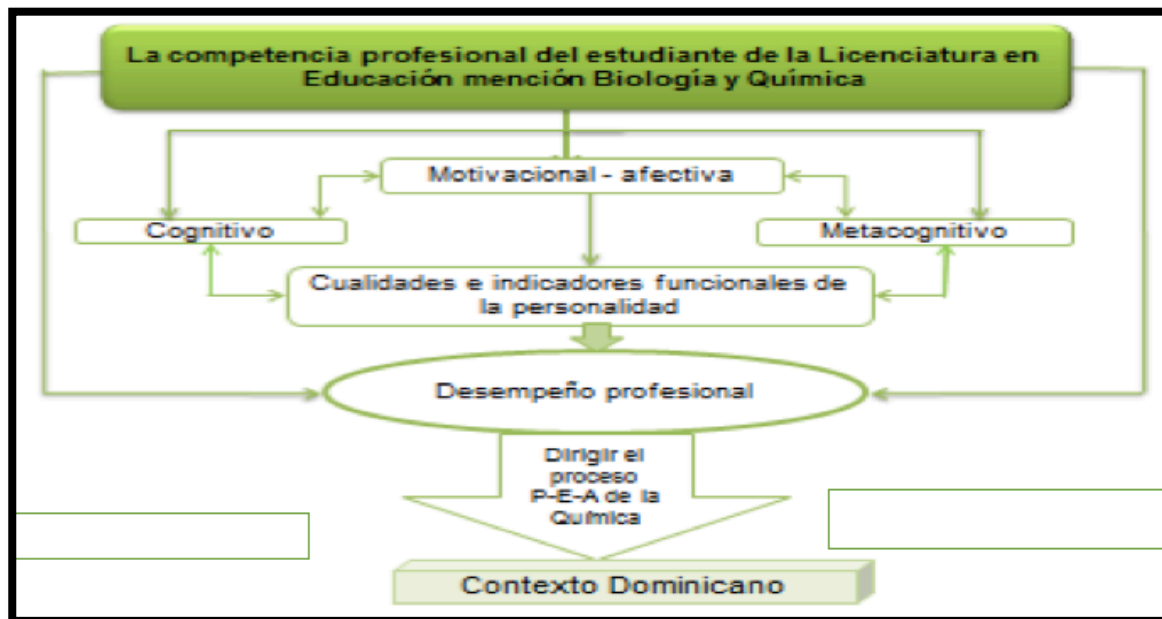 La competencia profesional del estudiante de la Licenciatura en
Educación mención Biología y Química
Motivacional - afectiva
Cognitivo
Metacognitivo
Cualidades e indicadores funcionales de
la personalidad
Desempeño profesional
Dirigir el
proceso
P-E-A de la
Química
Contexto Dominicano